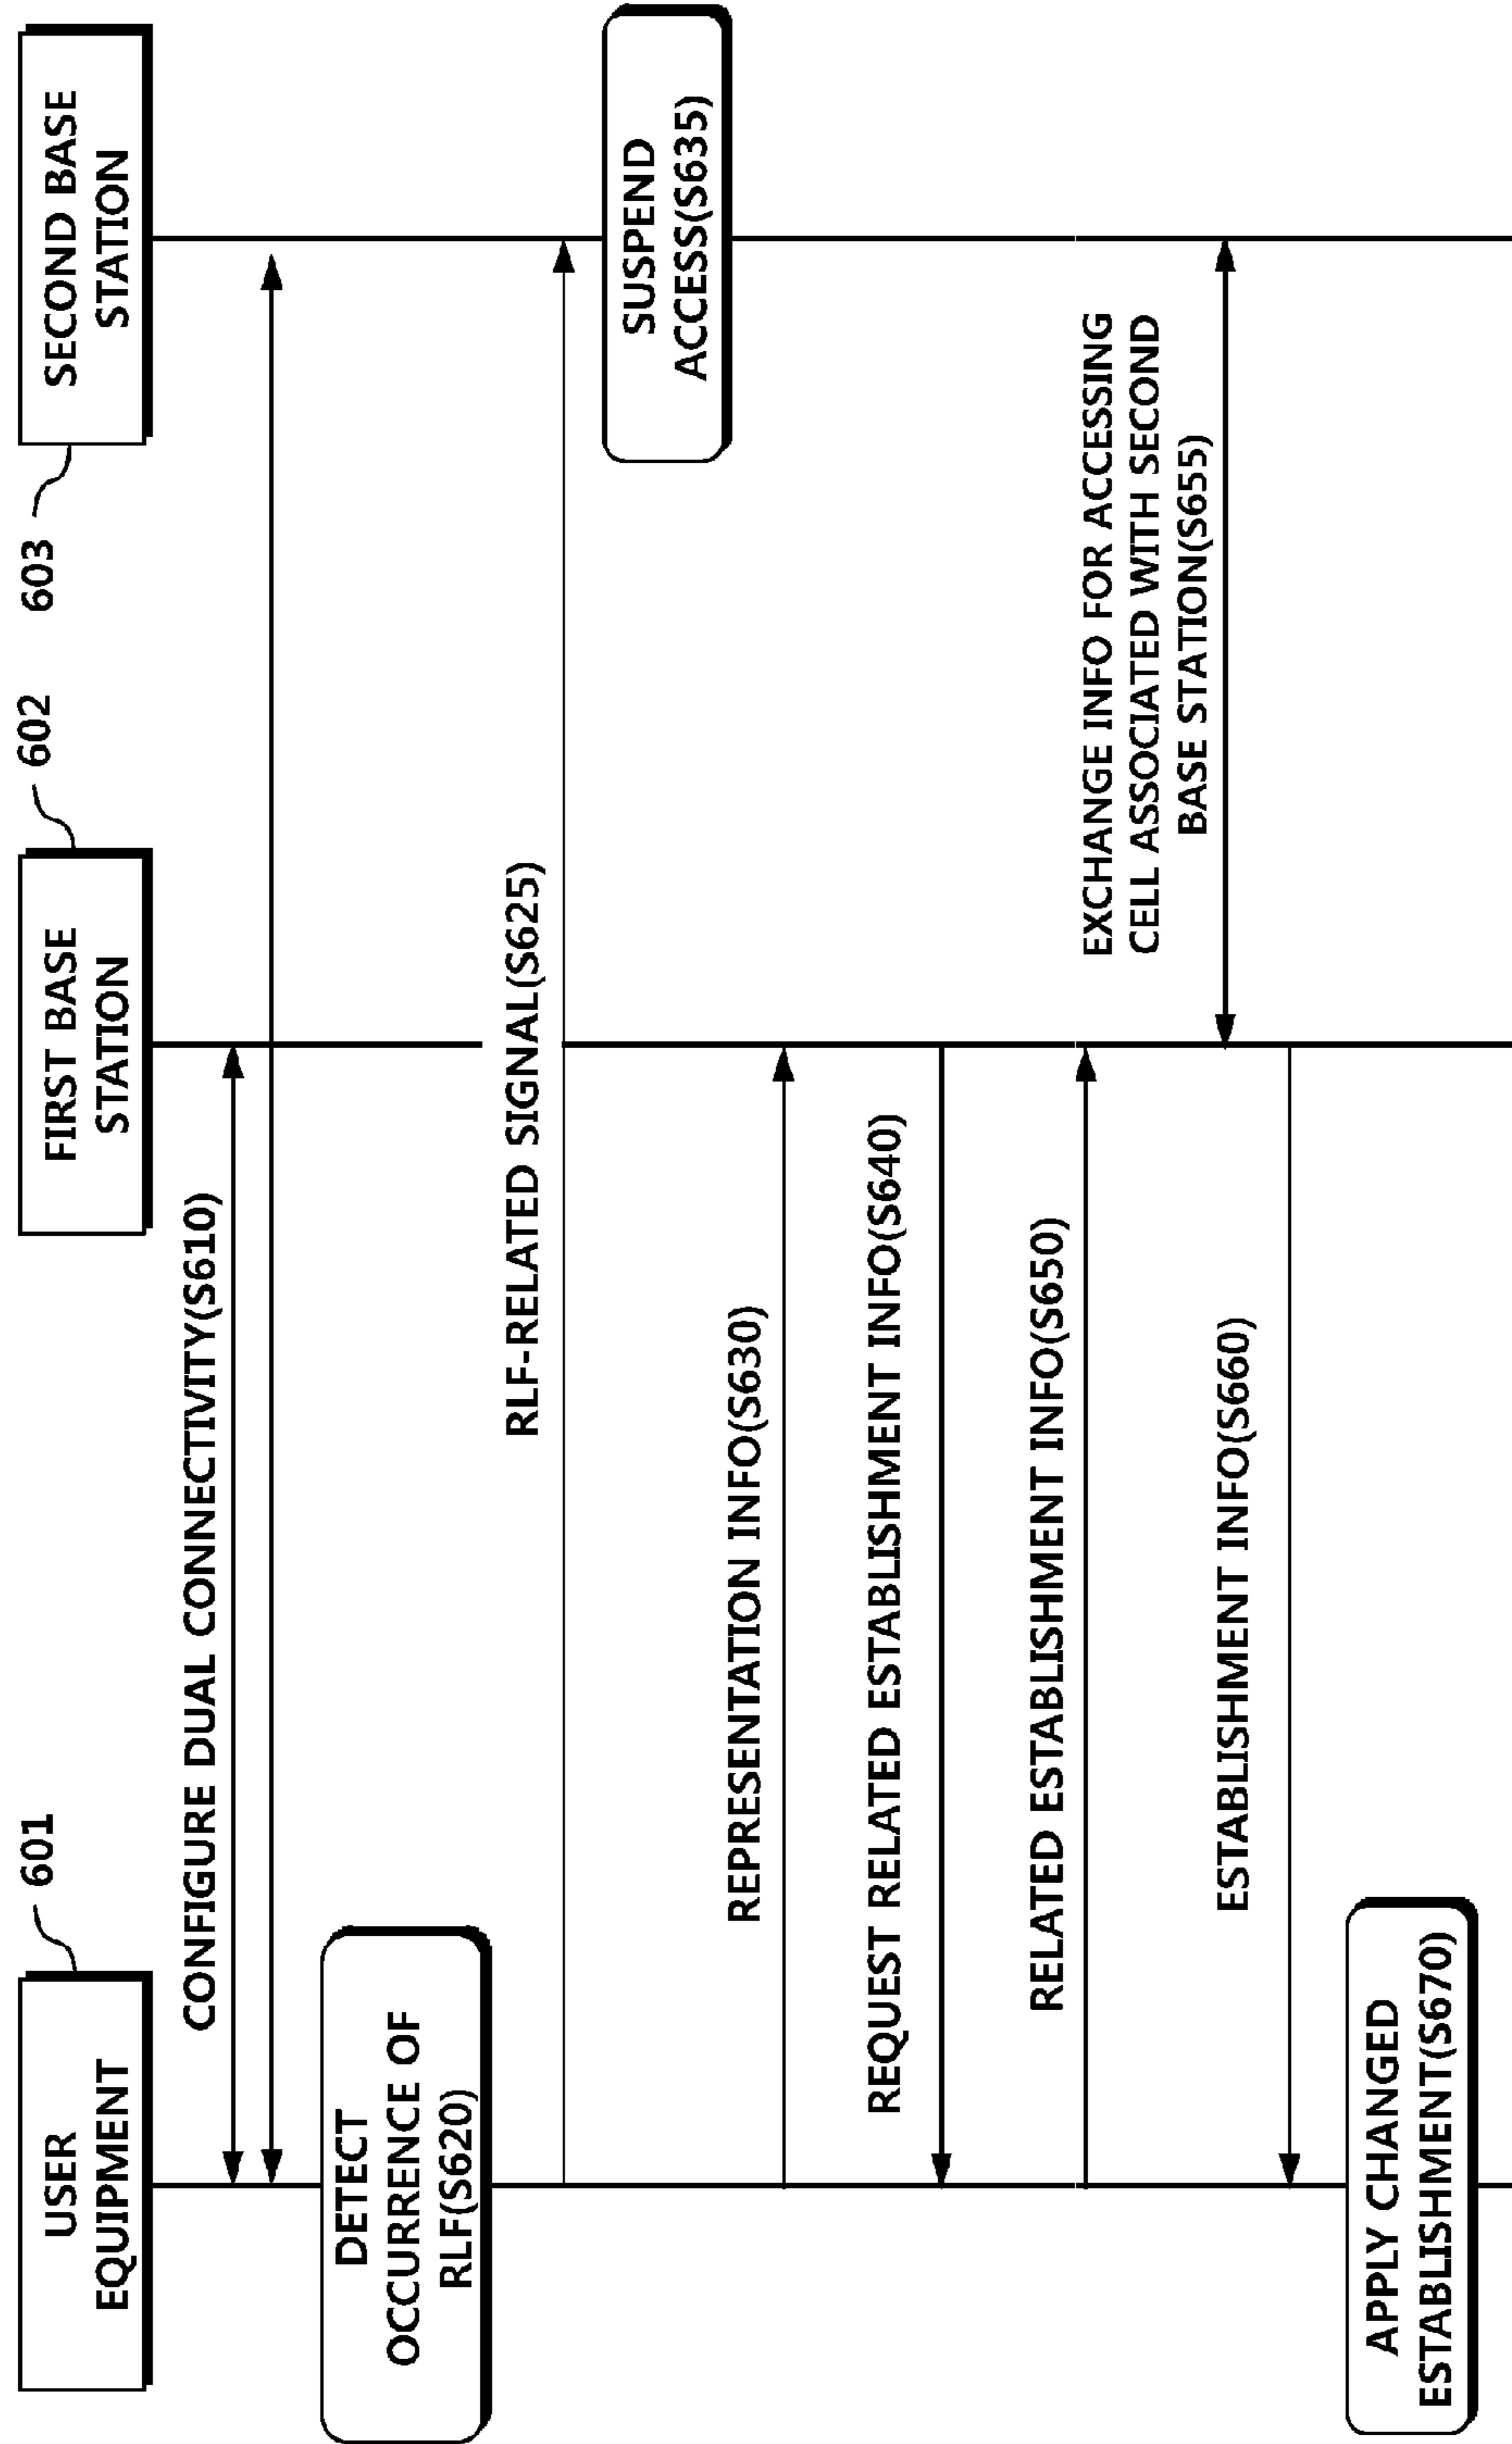 USER
EQUIPMENT
601
FIRST BASE
STATION
602
SECOND BASE
STATION
603
CONFIGURE DUAL CONNECTIVITY(S610)
DETECT
OCCURRENCE OF
RLF(S620)
RLF-RELATED SIGNAL(S625)
SUSPEND
ACCESS(S635)
REPRESENTATION INFO(S630)
REQUEST RELATED ESTABLISHMENT INFO(S640)
RELATED ESTABLISHMENT INFO(S650)
EXCHANGE INFO FOR ACCESSING
CELL ASSOCIATED WITH SECOND
BASE STATION(S655)
ESTABLISHMENT INFO(S660)
APPLY CHANGED
ESTABLISHMENT(S670)